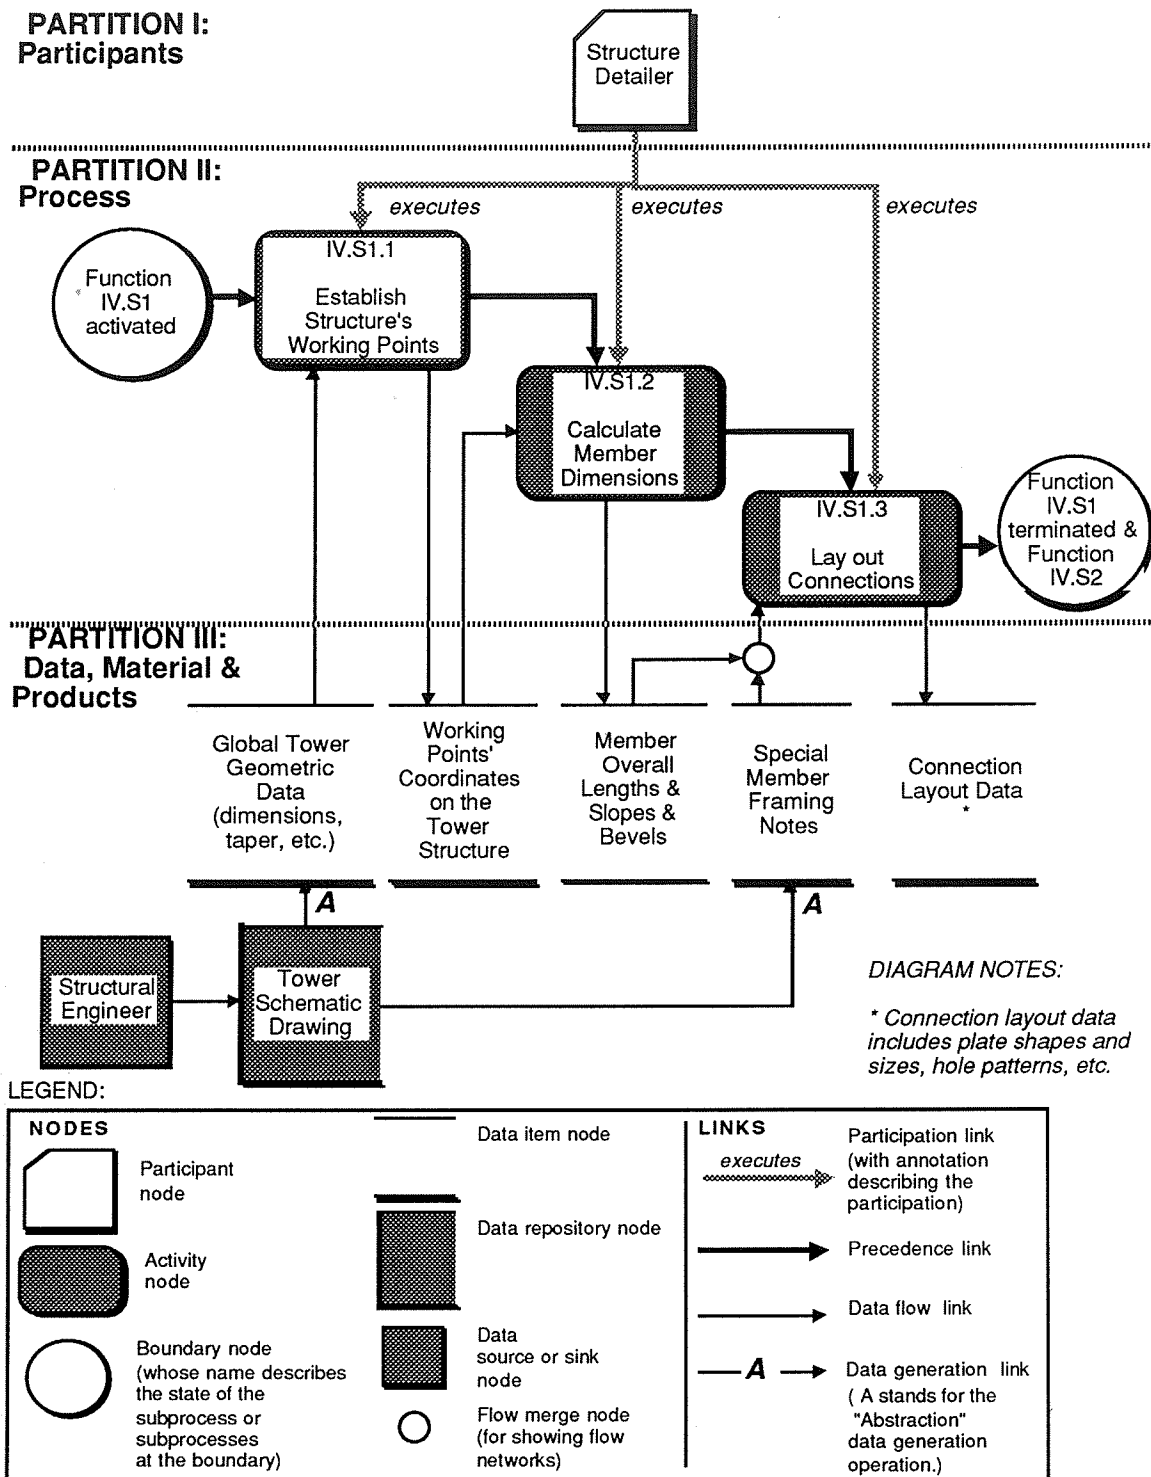 PARTITION I:
Participants
Structure
Detailer
PARTITION II:
Process
executes
executes
executes
Function
IV.S1
activated
IV.S1.1
Establish
Structure's
Working Points
IV.S1.2
Calculate
Member
Dimensions
IV.S1.3
Lay out
Connections
Function
IV.S1
terminated &
Function
IV.S2
PARTITION III:
Data, Material &
Products
Global Tower
Geometric
Data
(dimensions,
taper, etc.)
Working
Points'
Coordinates
on the
Tower
Structure
Member
Overall
Lengths &
Slopes &
Bevels
Special
Member
Framing
Notes
Connection
Layout Data
*
A
A
Structural
Engineer
Tower
Schematic
Drawing
DIAGRAM NOTES:
* Connection layout data
includes plate shapes and
sizes, hole patterns, etc.
LEGEND:
NODES
Participant
node
Activity
node
Boundary node
(whose name describes
the state of the
subprocess or
subprocesses
at the boundary)
Data item node
Data repository node
Data
source or sink
node
Flow merge node
(for showing flow
networks)
LINKS
executes
Participation link
(with annotation
describing the
participation)
Precedence link
Data flow link
A
Data generation link
( A stands for the
"Abstraction"
data generation
operation.)